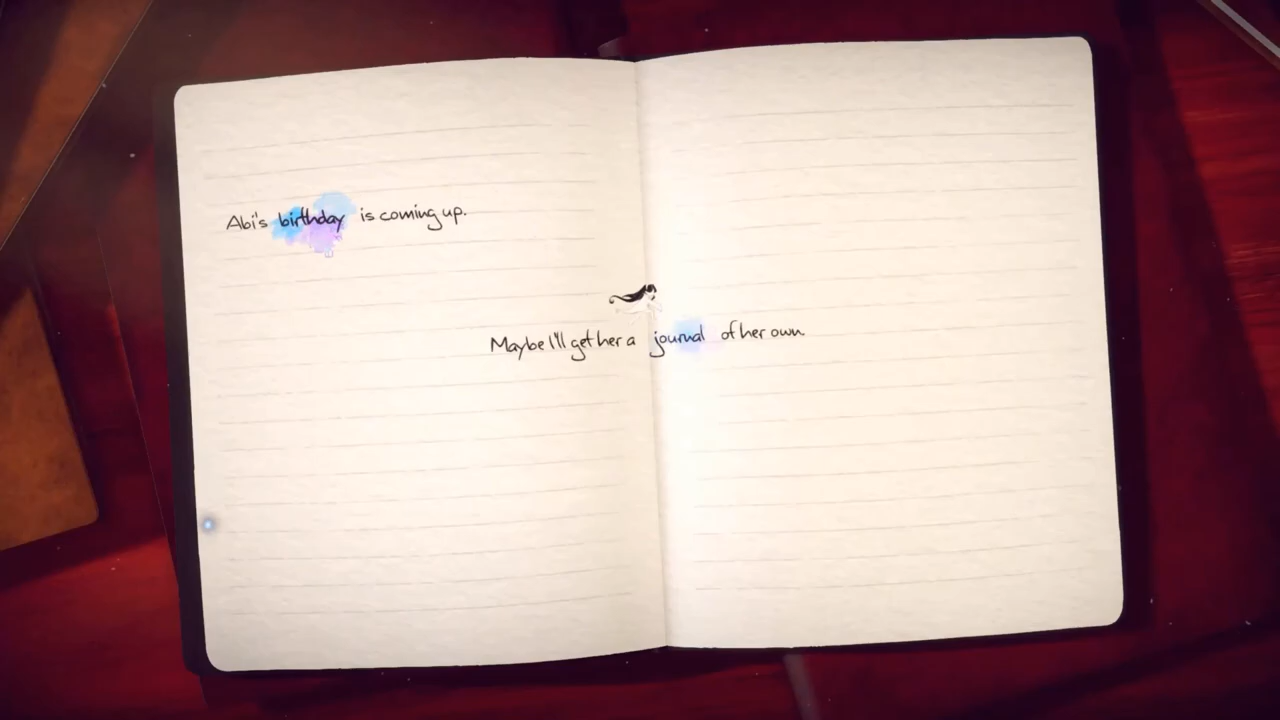 Abi's birthday is coming up.
Maybe I'll get her a journal of her own.